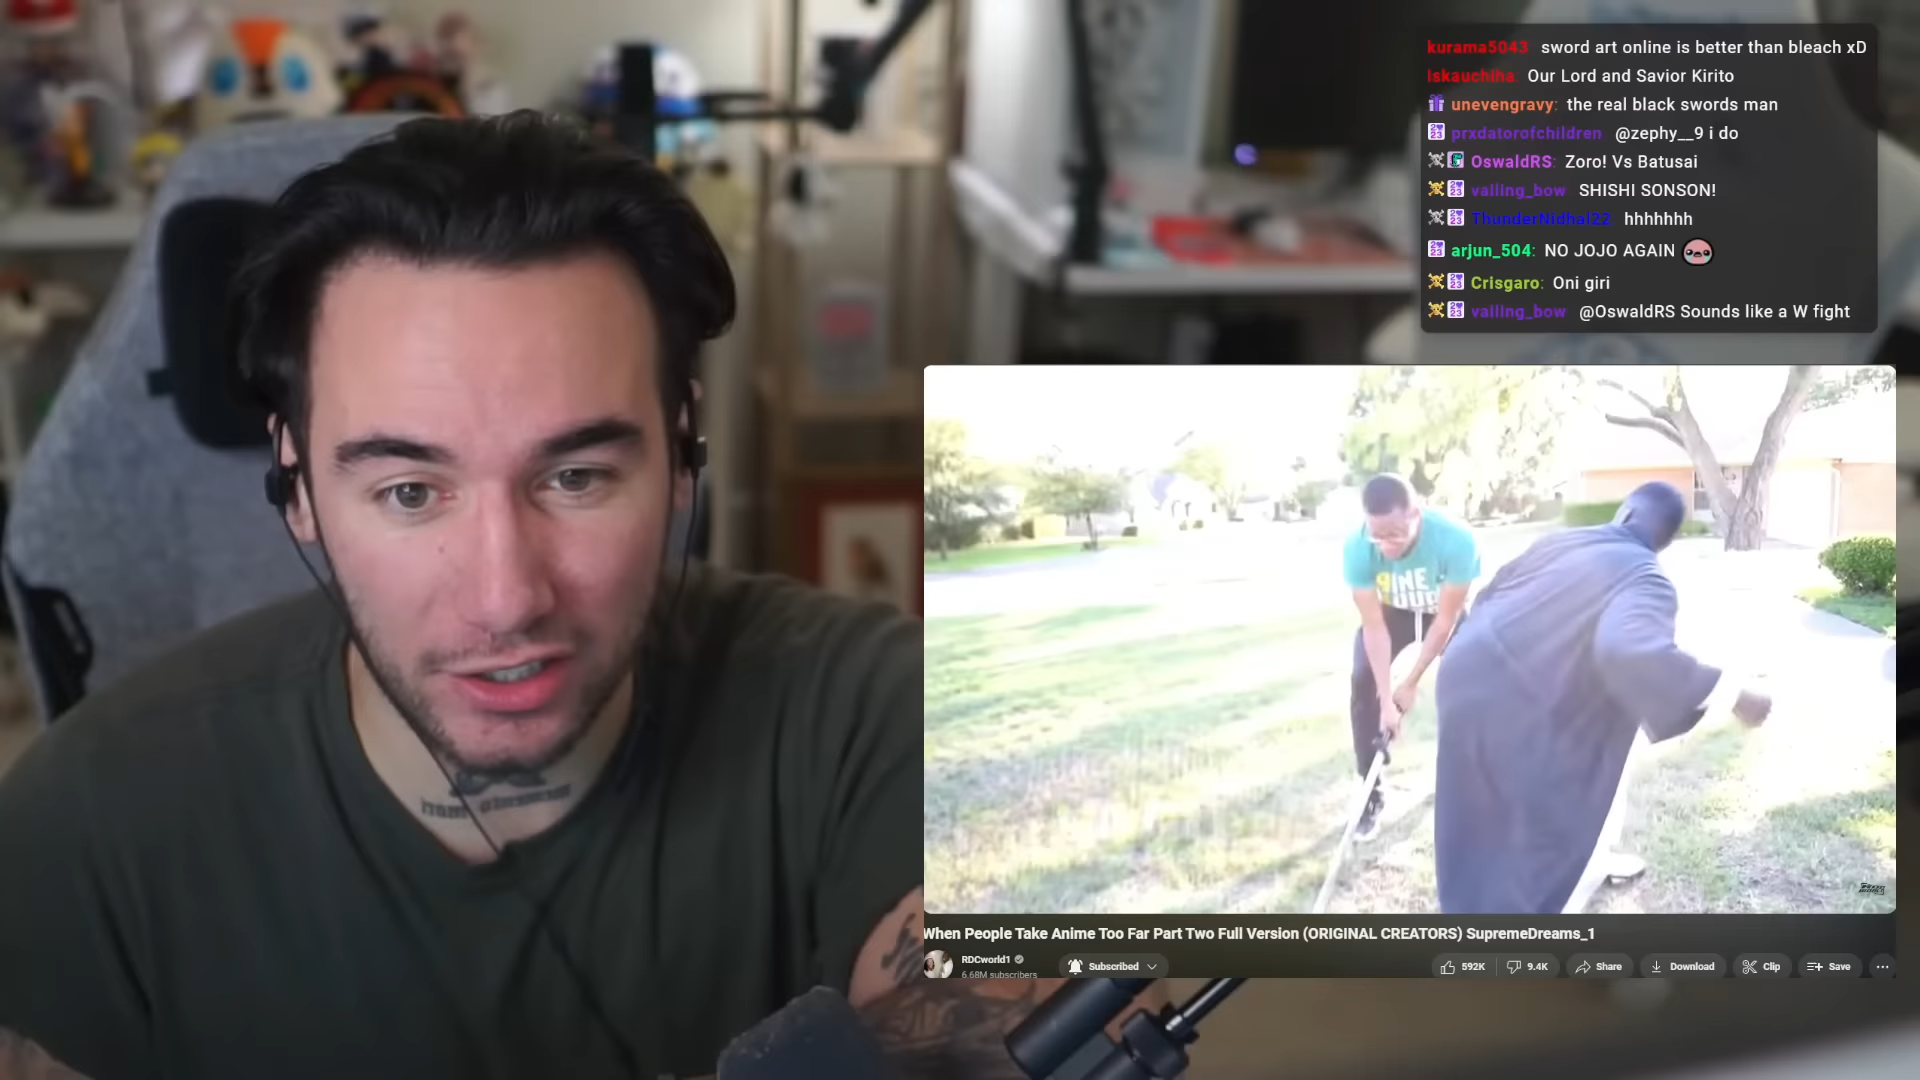 kurama5043 sword art online is better than bleach xD
iskauchiha: Our Lord and Savior Kirito
unevengravy: the real black swords man
prxdatorofchildren @zephy__9 i do
OswaldRS: Zoro! Vs Batusai
vailing_bow SHISHI SONSON!
ThunderNidhal22 hhhhhhh
arjun_504: NO JOJO AGAIN
Crisgaro: Oni giri
vailing_bow @OswaldRS Sounds like a W fight
When People Take Anime Too Far Part Two Full Version (ORIGINAL CREATORS) SupremeDreams_1
RDCworld1
6.68M subscribers
Subscribed
592K
9.4K
Share
Download
Clip
Save